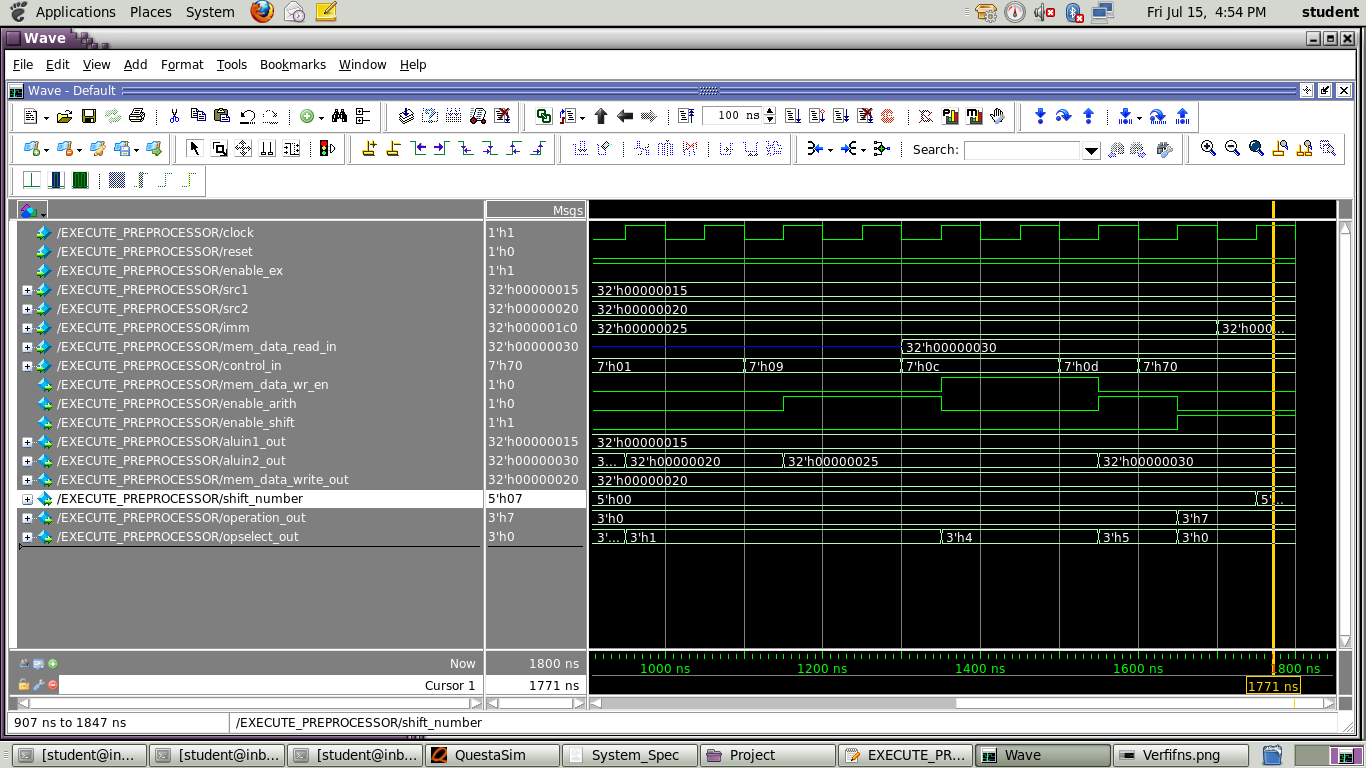 Applications Places System Fri Jul 15, 4:54 PM student
Wave
File Edit View Add Format Tools Bookmarks Window Help
Wave - Default
100 ns
Search:
Msgs
/EXECUTE_PREPROCESSOR/clock 1'h1
/EXECUTE_PREPROCESSOR/reset 1'h0
/EXECUTE_PREPROCESSOR/enable_ex 1'h1
/EXECUTE_PREPROCESSOR/src1 32'h00000015 32'h00000015
/EXECUTE_PREPROCESSOR/src2 32'h00000020 32'h00000020
/EXECUTE_PREPROCESSOR/imm 32'h000001c0 32'h00000025 32'h000...
/EXECUTE_PREPROCESSOR/mem_data_read_in 32'h00000030 32'h00000030
/EXECUTE_PREPROCESSOR/control_in 7'h70 7'h01 7'h09 7'h0c 7'h0d 7'h70
/EXECUTE_PREPROCESSOR/mem_data_wr_en 1'h0
/EXECUTE_PREPROCESSOR/enable_arith 1'h0
/EXECUTE_PREPROCESSOR/enable_shift 1'h1
/EXECUTE_PREPROCESSOR/aluin1_out 32'h00000015 32'h00000015
/EXECUTE_PREPROCESSOR/aluin2_out 32'h00000030 3... 32'h00000020 32'h00000025 32'h00000030
/EXECUTE_PREPROCESSOR/mem_data_write_out 32'h00000020 32'h00000020
/EXECUTE_PREPROCESSOR/shift_number 5'h07 5'h00 5'...
/EXECUTE_PREPROCESSOR/operation_out 3'h7 3'h0 3'h7
/EXECUTE_PREPROCESSOR/opselect_out 3'h0 3'... 3'h1 3'h4 3'h5 3'h0
Now 1800 ns 1000 ns 1200 ns 1400 ns 1600 ns 1800 ns
Cursor 1 1771 ns 1771 ns
907 ns to 1847 ns /EXECUTE_PREPROCESSOR/shift_number
[student@in... [student@inb... [student@inb... QuestaSim System_Spec Project EXECUTE_PR... Wave Verfifns.png